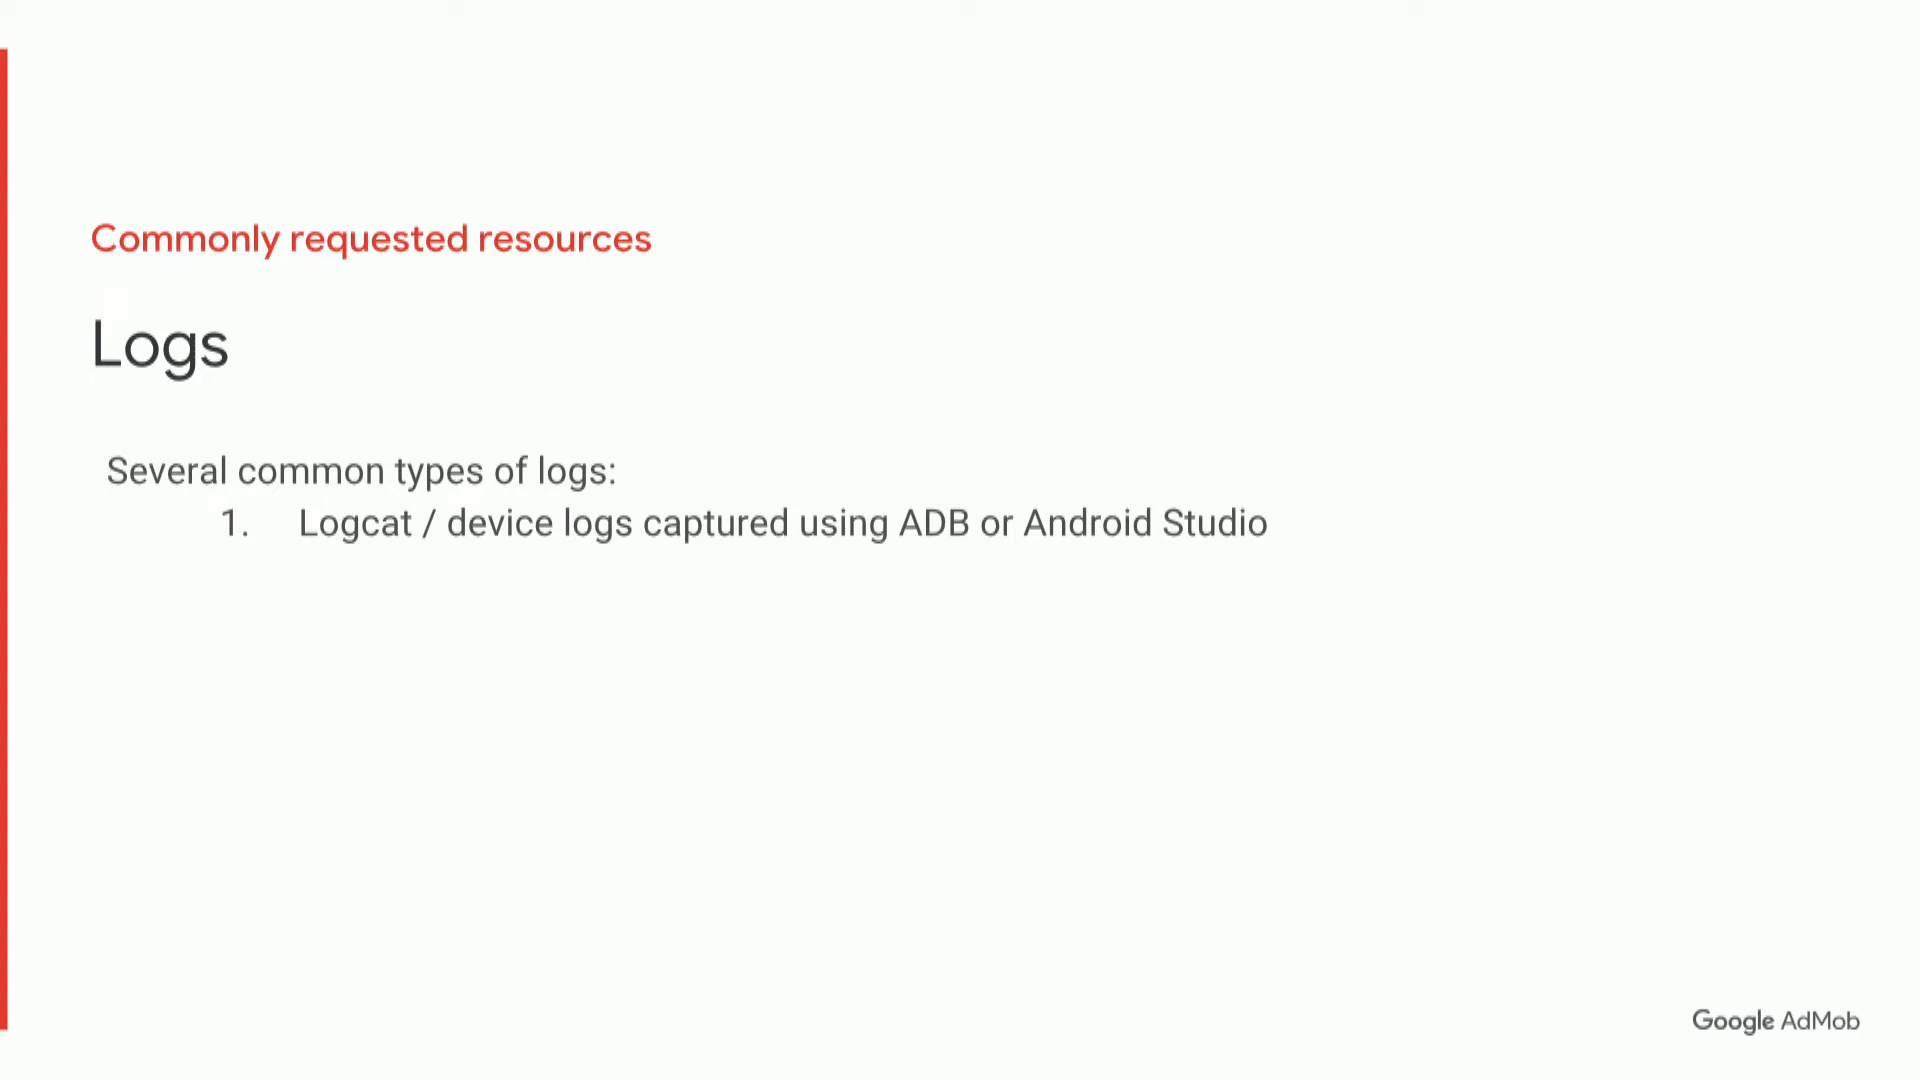 Commonly requested resources
Logs
Several common types of logs:
1. Logcat / device logs captured using ADB or Android Studio
Google AdMob